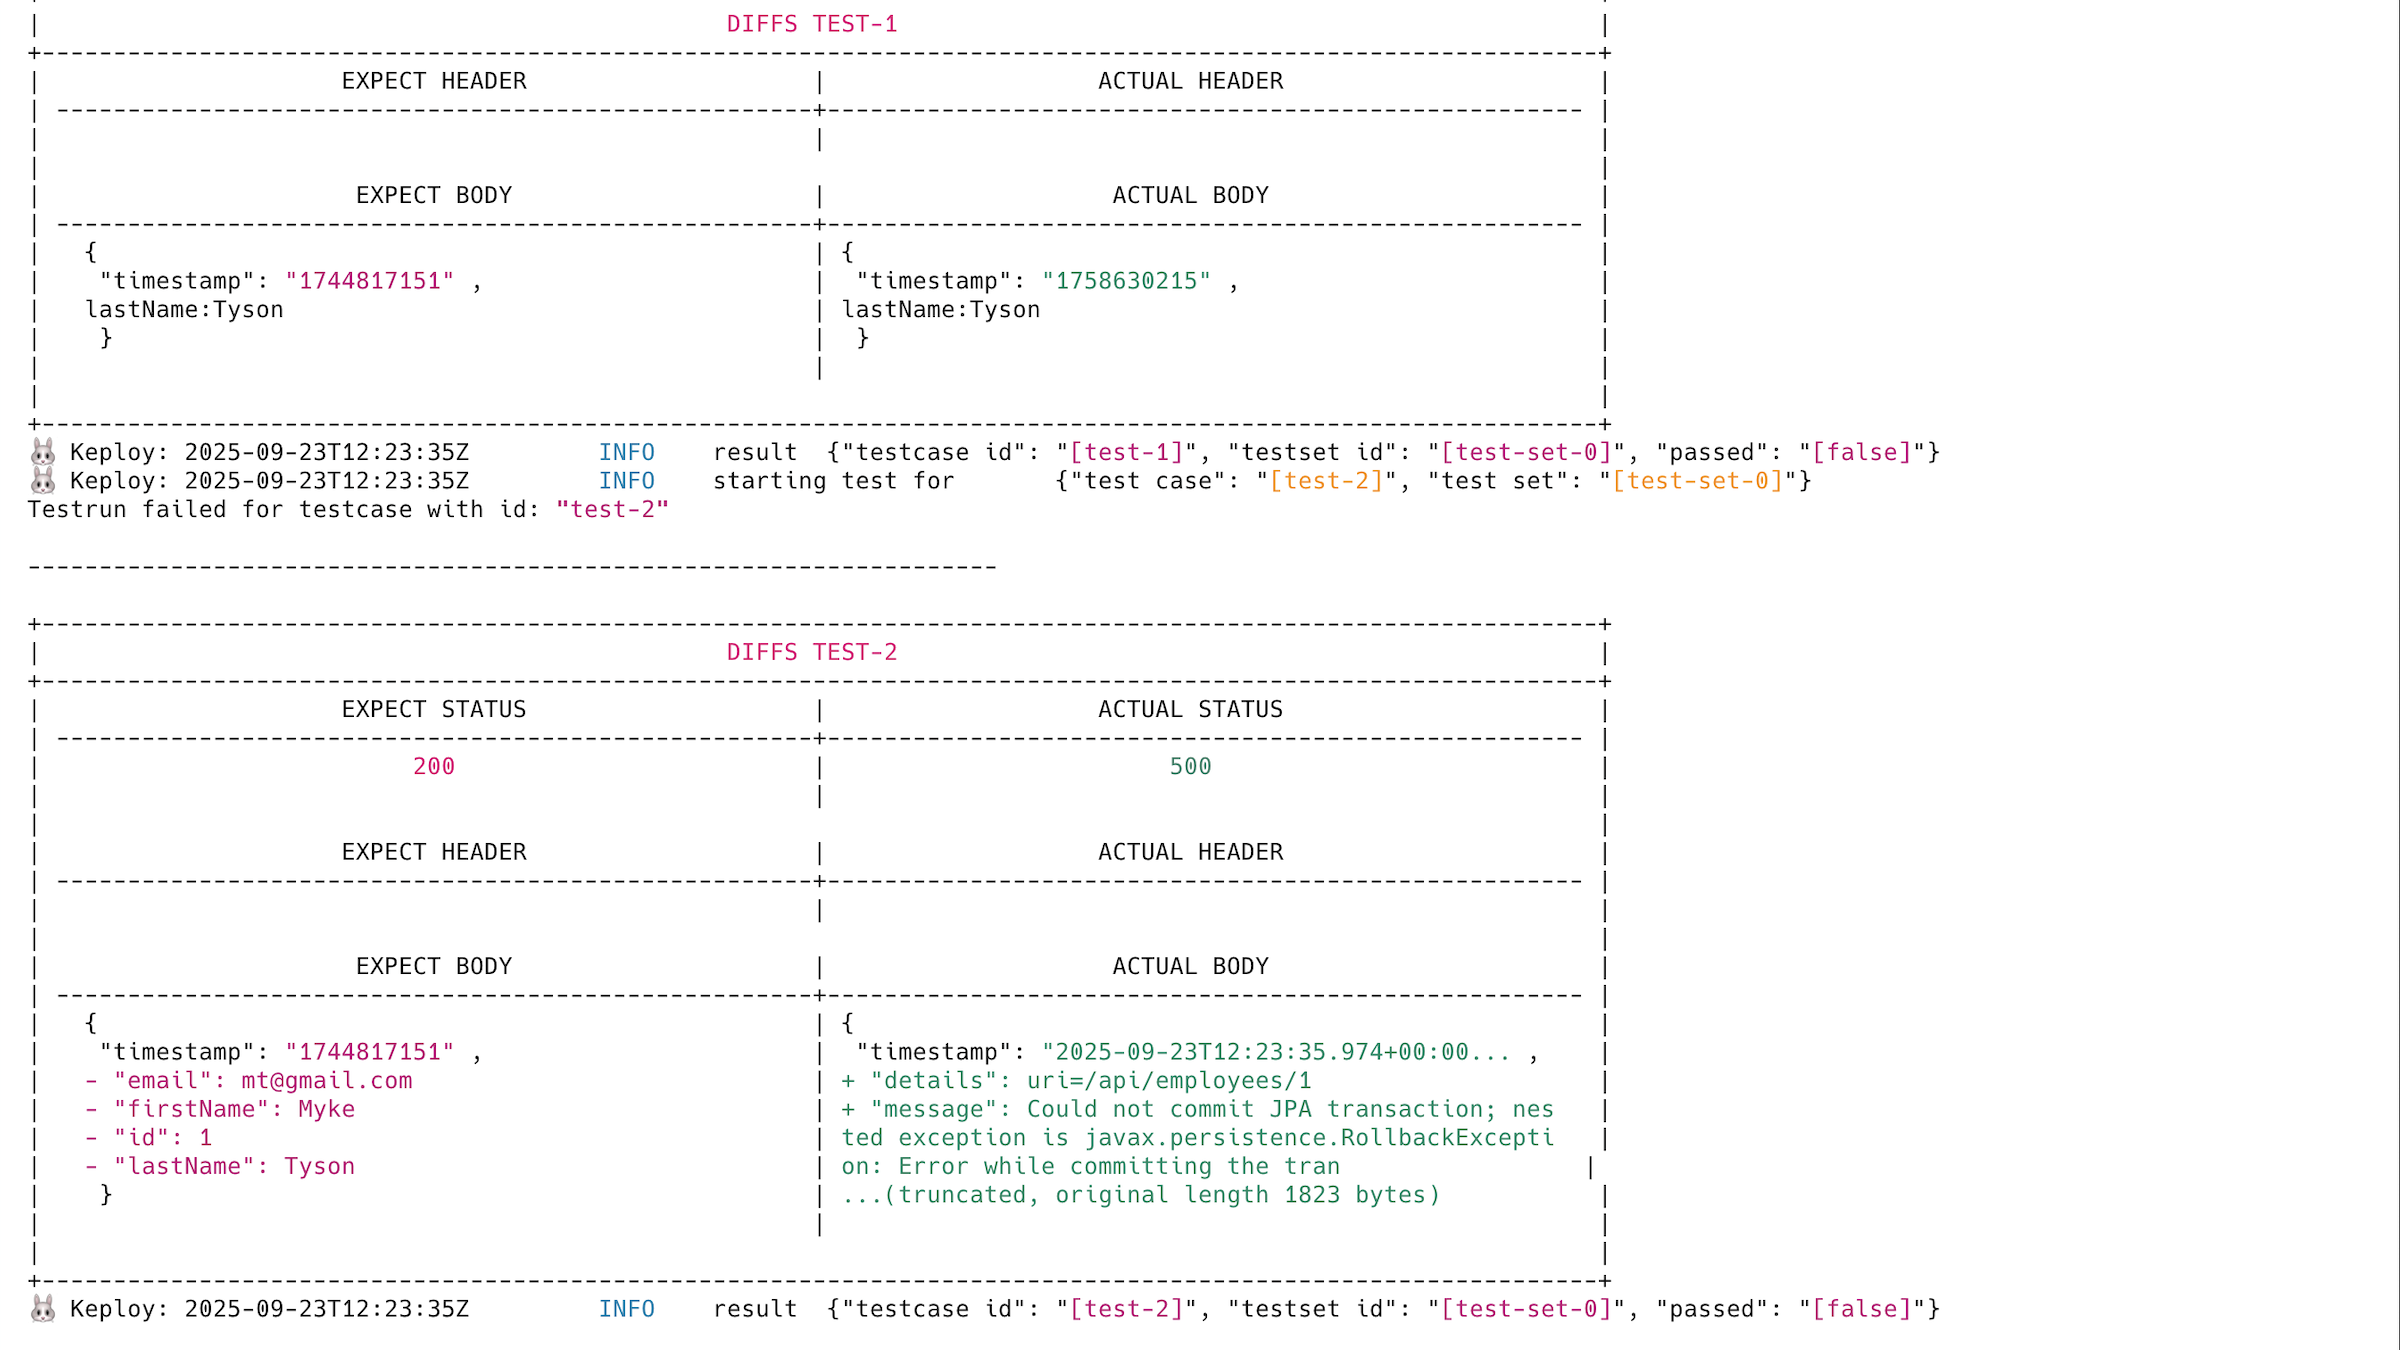 DIFFS TEST-1
EXPECT HEADER | ACTUAL HEADER
EXPECT BODY | ACTUAL BODY
{ | {
"timestamp": "1744817151" , | "timestamp": "1758630215" ,
lastName:Tyson | lastName:Tyson
} | }
🐰 Keploy: 2025-09-23T12:23:35Z INFO result {"testcase id": "[test-1]", "testset id": "[test-set-0]", "passed": "[false]"}
🐰 Keploy: 2025-09-23T12:23:35Z INFO starting test for {"test case": "[test-2]", "test set": "[test-set-0]"}
Testrun failed for testcase with id: "test-2"
--------------------------------------------------------------------
DIFFS TEST-2
EXPECT STATUS | ACTUAL STATUS
200 | 500
EXPECT HEADER | ACTUAL HEADER
EXPECT BODY | ACTUAL BODY
{ | {
"timestamp": "1744817151" , | "timestamp": "2025-09-23T12:23:35.974+00:00... ,
- "email": mt@gmail.com | + "details": uri=/api/employees/1
- "firstName": Myke | + "message": Could not commit JPA transaction; nes
- "id": 1 | ted exception is javax.persistence.RollbackExcepti
- "lastName": Tyson | on: Error while committing the tran
} | ...(truncated, original length 1823 bytes)
🐰 Keploy: 2025-09-23T12:23:35Z INFO result {"testcase id": "[test-2]", "testset id": "[test-set-0]", "passed": "[false]"}